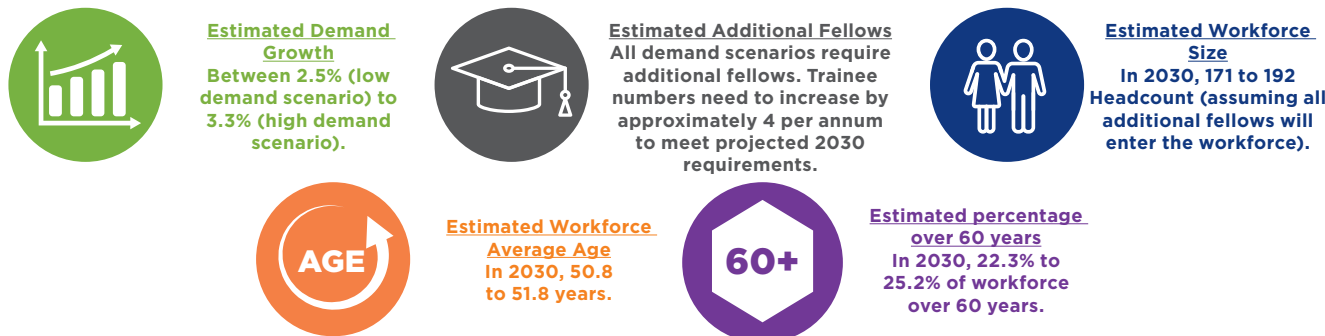 Estimated Demand
Growth
Between 2.5% (low
demand scenario) to
3.3% (high demand
scenario).
Estimated Additional Fellows
All demand scenarios require
additional fellows. Trainee
numbers need to increase by
approximately 4 per annum
to meet projected 2030
requirements.
Estimated Workforce
Size
In 2030, 171 to 192
Headcount (assuming all
additional fellows will
enter the workforce).
AGE
Estimated Workforce
Average Age
In 2030, 50.8
to 51.8 years.
60+
Estimated percentage
over 60 years
In 2030, 22.3% to
25.2% of workforce
over 60 years.